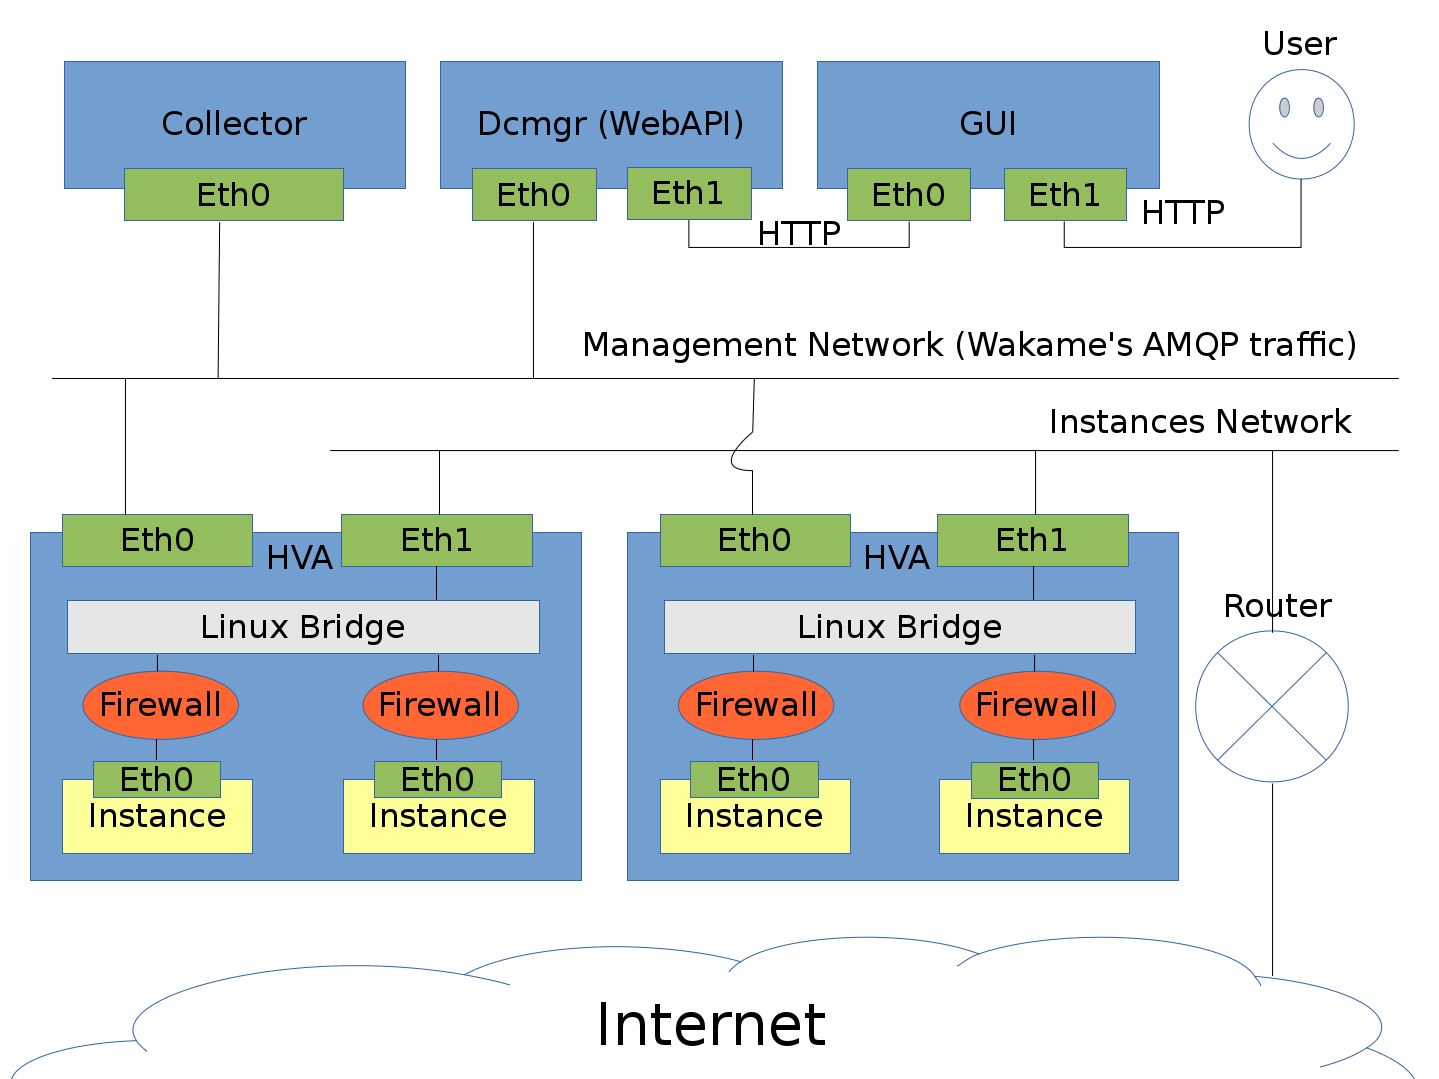 User
Collector
Dcmgr (WebAPI)
GUI
Eth0
Eth0
Eth1
Eth0
Eth1
HTTP
HTTP
Management Network (Wakame's AMQP traffic)
Instances Network
Eth0
HVA
Eth1
Eth0
HVA
Eth1
Linux Bridge
Linux Bridge
Router
Firewall
Firewall
Firewall
Firewall
Eth0
Eth0
Eth0
Eth0
Instance
Instance
Instance
Instance
Internet